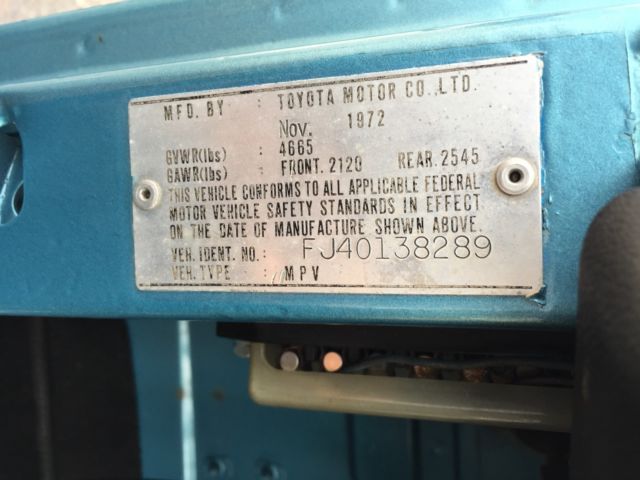 MFD. BY : TOYOTA MOTOR CO., LTD.
Nov. 1972
GVWR(lbs) : 4665
GAWR(lbs) : FRONT. 2120 REAR. 2545
THIS VEHICLE CONFORMS TO ALL APPLICABLE FEDERAL
MOTOR VEHICLE SAFETY STANDARDS IN EFFECT
ON THE DATE OF MANUFACTURE SHOWN ABOVE.
VEH. IDENT. NO.: FJ40138289
VEH. TYPE : MPV